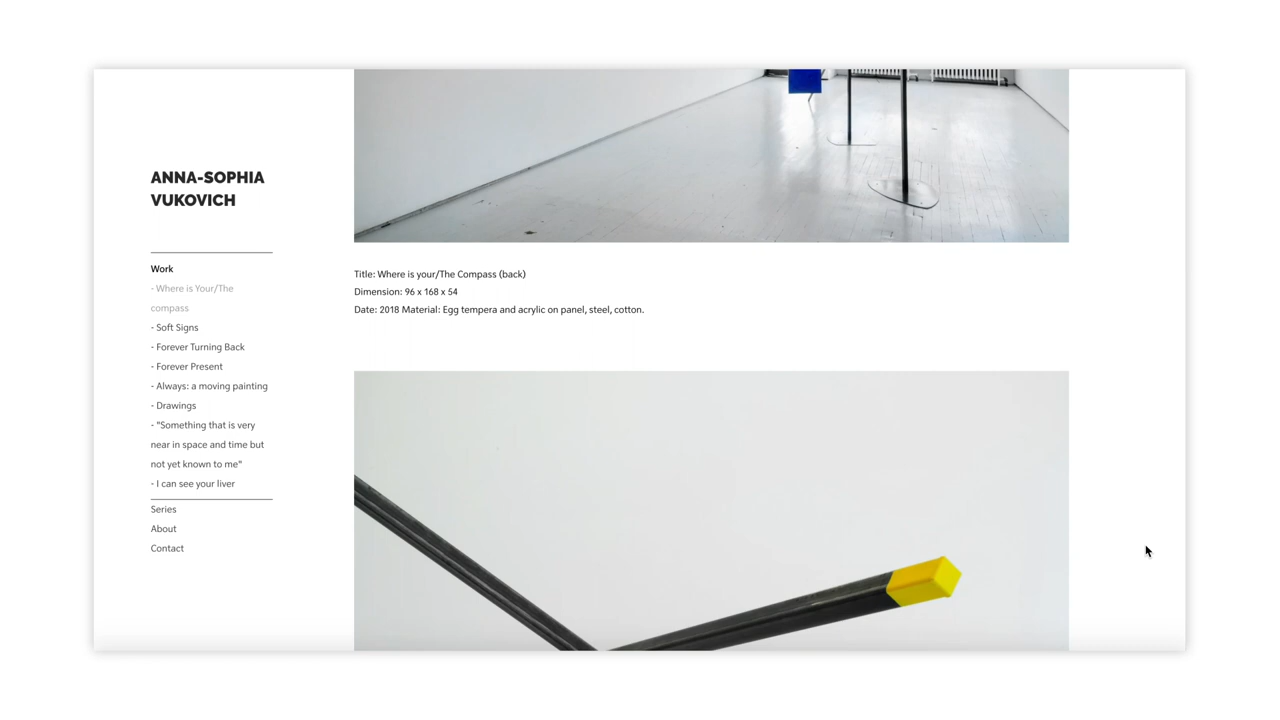 ANNA-SOPHIA
VUKOVICH
Work
- Where is Your/The
compass
- Soft Signs
- Forever Turning Back
- Forever Present
- Always: a moving painting
- Drawings
- "Something that is very
near in space and time but
not yet known to me"
- I can see your liver
Series
About
Contact
Title: Where is your/The Compass (back)
Dimension: 96 x 168 x 54
Date: 2018 Material: Egg tempera and acrylic on panel, steel, cotton.